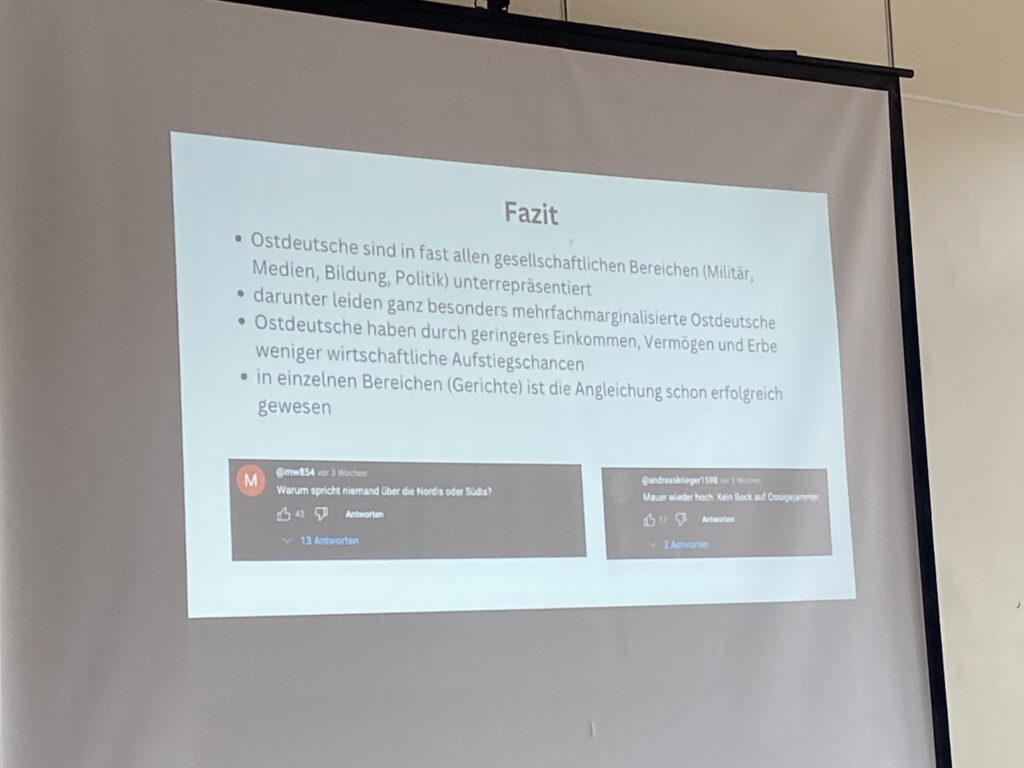 Fazit
• Ostdeutsche sind in fast allen gesellschaftlichen Bereichen (Militär,
Medien, Bildung, Politik) unterrepräsentiert
• darunter leiden ganz besonders mehrfachmarginalisierte Ostdeutsche
• Ostdeutsche haben durch geringeres Einkommen, Vermögen und Erbe
weniger wirtschaftliche Aufstiegschancen
• in einzelnen Bereichen (Gerichte) ist die Angleichung schon erfolgreich
gewesen
M
@mw854 vor 3 Wochen
Warum spricht niemand über die Nordis oder Südis?
43 Antworten
13 Antworten
@andreaskrieger1598 vor 3 Wochen
Mauer wieder hoch. Kein Bock auf Ossigejammer.
17 Antworten
2 Antworten